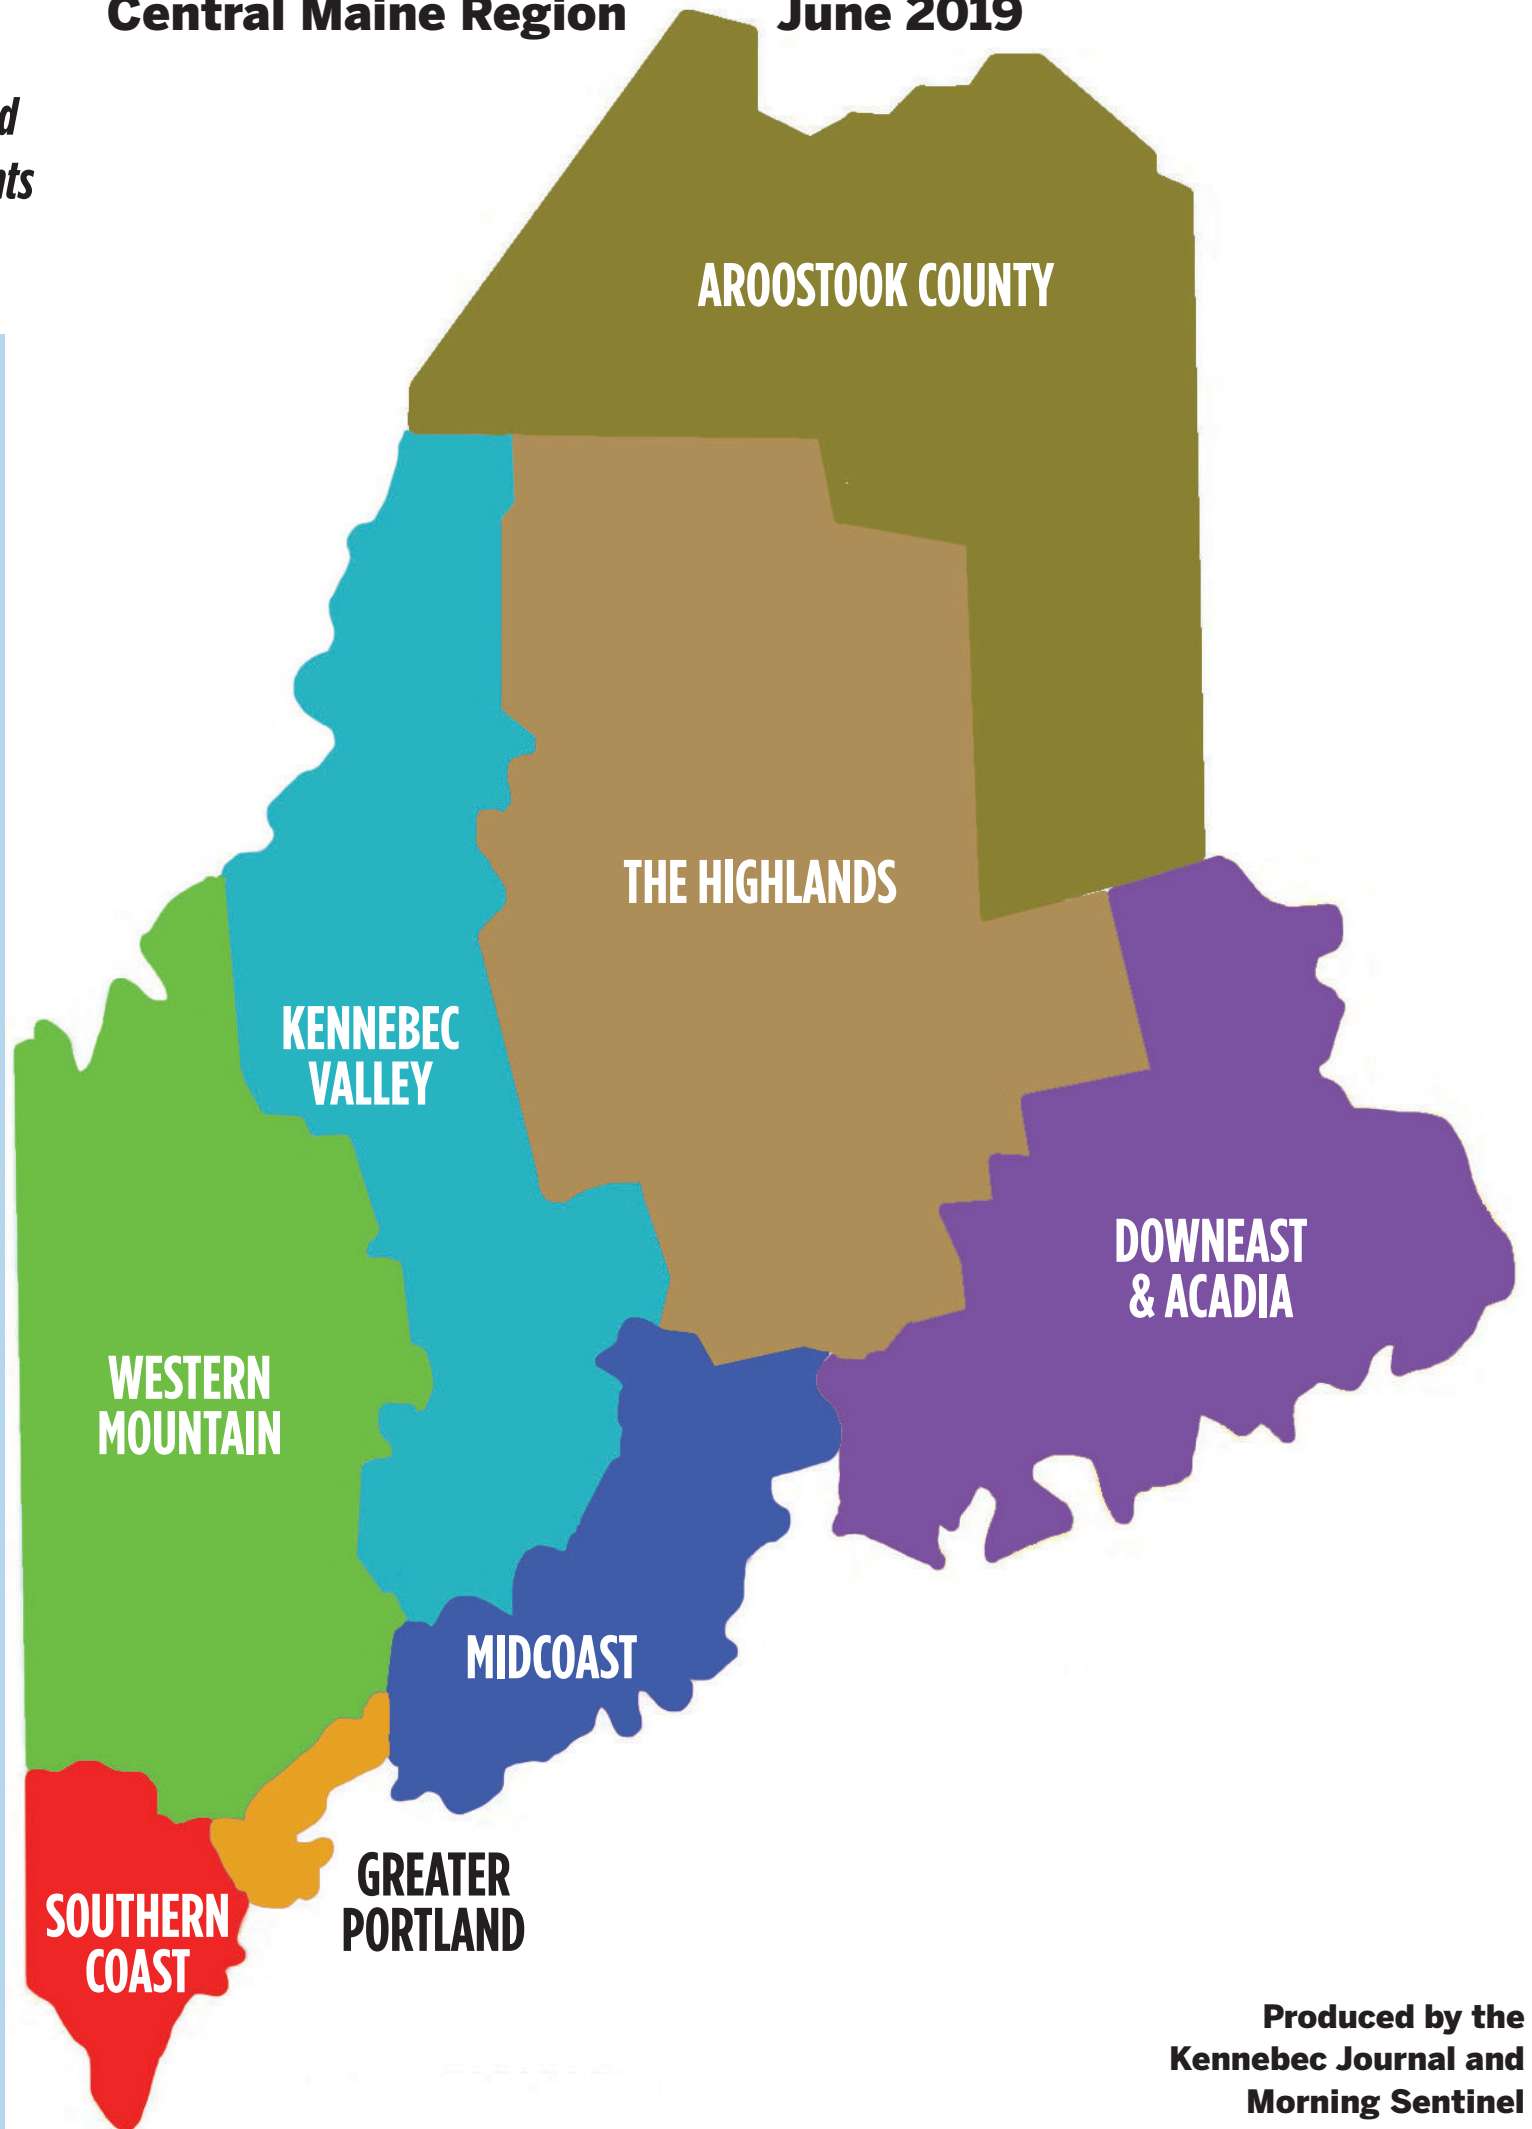 Central Maine Region June 2019
AROOSTOOK COUNTY
THE HIGHLANDS
KENNEBEC
VALLEY
DOWNEAST
& ACADIA
WESTERN
MOUNTAIN
MIDCOAST
GREATER
PORTLAND
SOUTHERN
COAST
Produced by the
Kennebec Journal and
Morning Sentinel